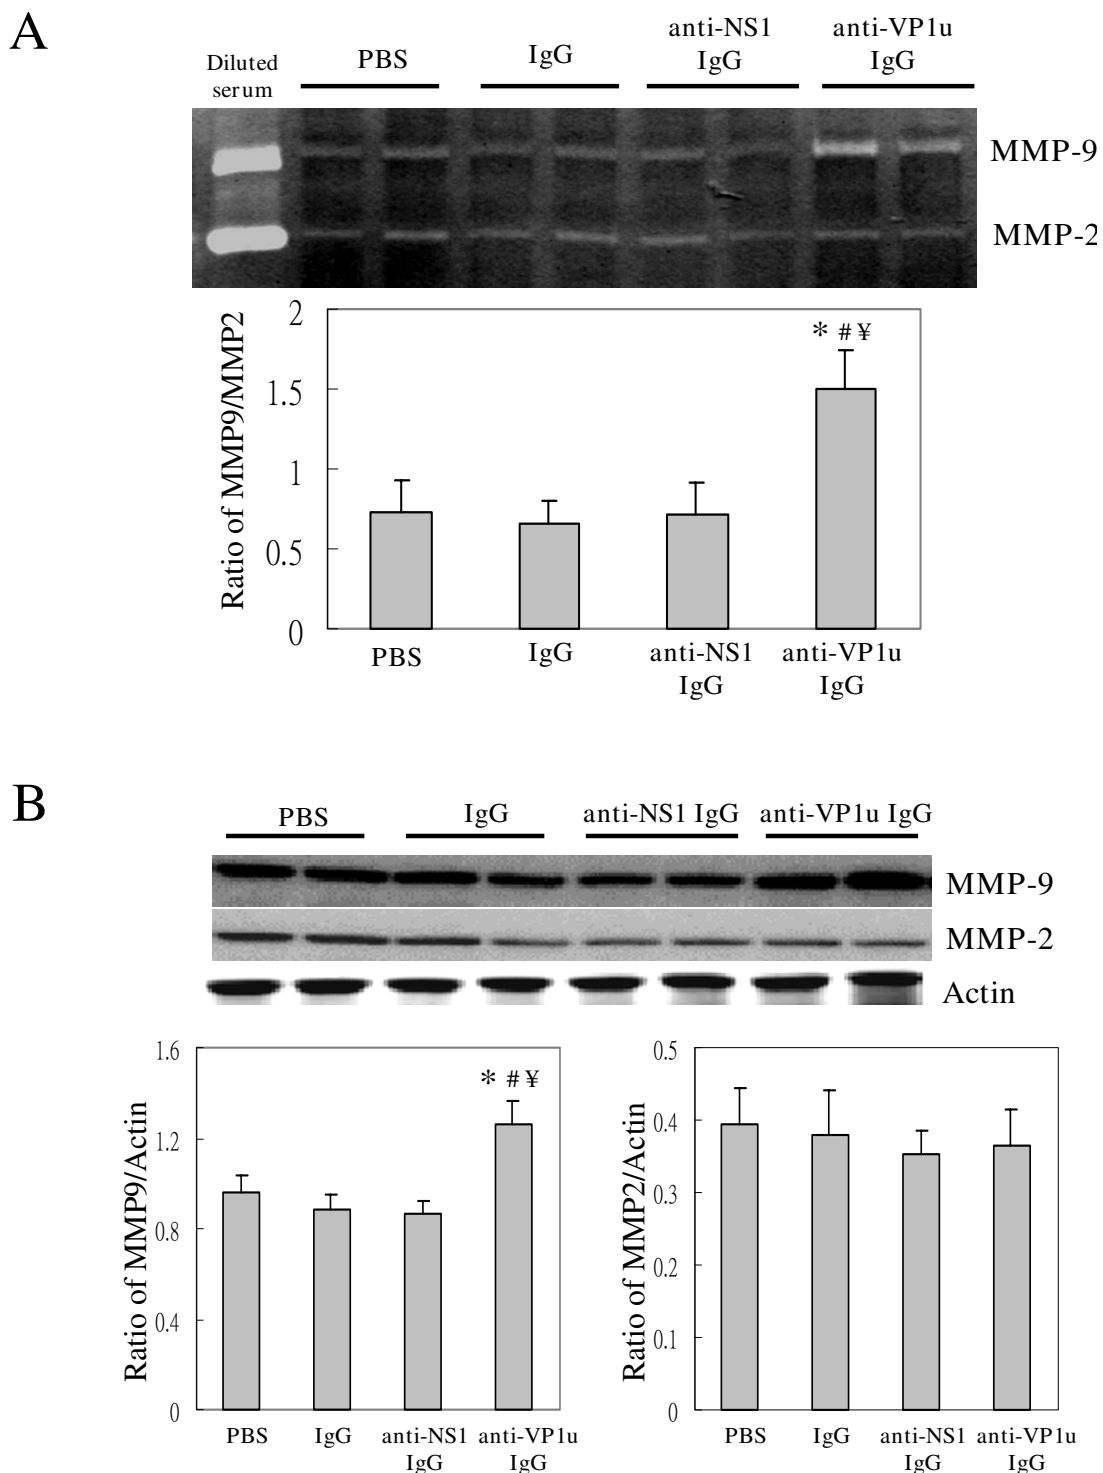 A
Diluted
serum
PBS
IgG
anti-NS1
IgG
anti-VP1u
IgG
MMP-9
MMP-2
Ratio of MMP9/MMP2
2
1.5
1
0.5
0
* # ¥
PBS
IgG
anti-NS1
IgG
anti-VP1u
IgG
B
PBS
IgG
anti-NS1 IgG
anti-VP1u IgG
MMP-9
MMP-2
Actin
Ratio of MMP9/Actin
1.6
1.2
0.8
0.4
0
* # ¥
PBS
IgG
anti-NS1
IgG
anti-VP1u
IgG
Ratio of MMP2/Actin
0.5
0.4
0.3
0.2
0.1
0
PBS
IgG
anti-NS1
IgG
anti-VP1u
IgG